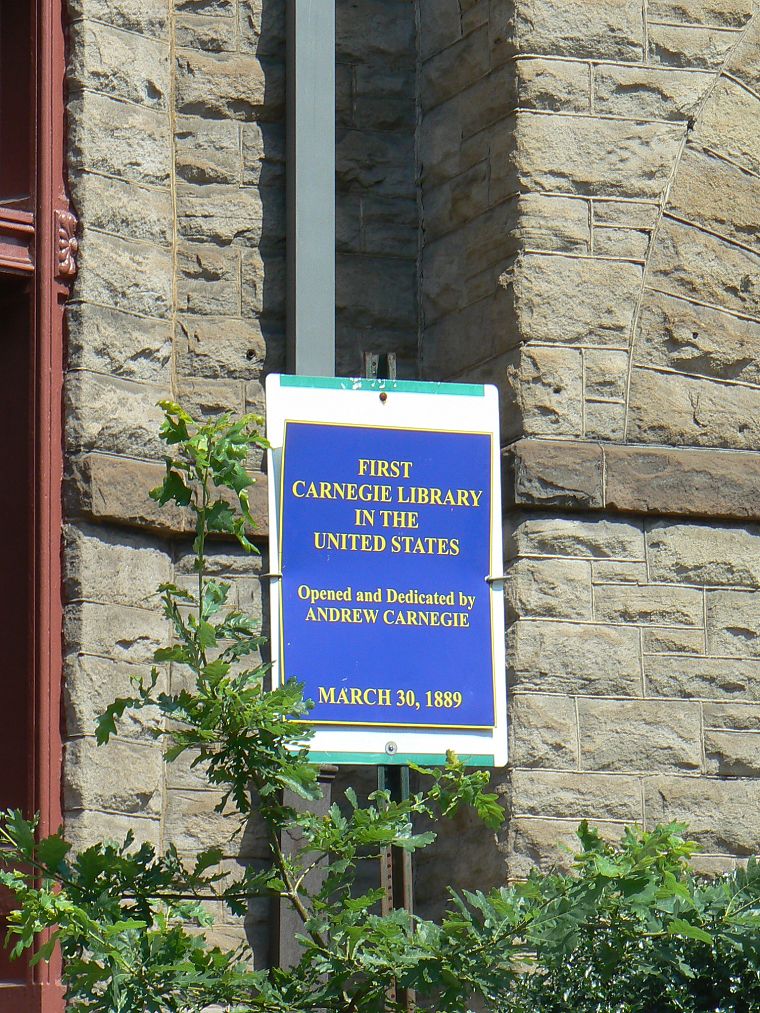 FIRST
CARNEGIE LIBRARY
IN THE
UNITED STATES
Opened and Dedicated by
ANDREW CARNEGIE
MARCH 30, 1889